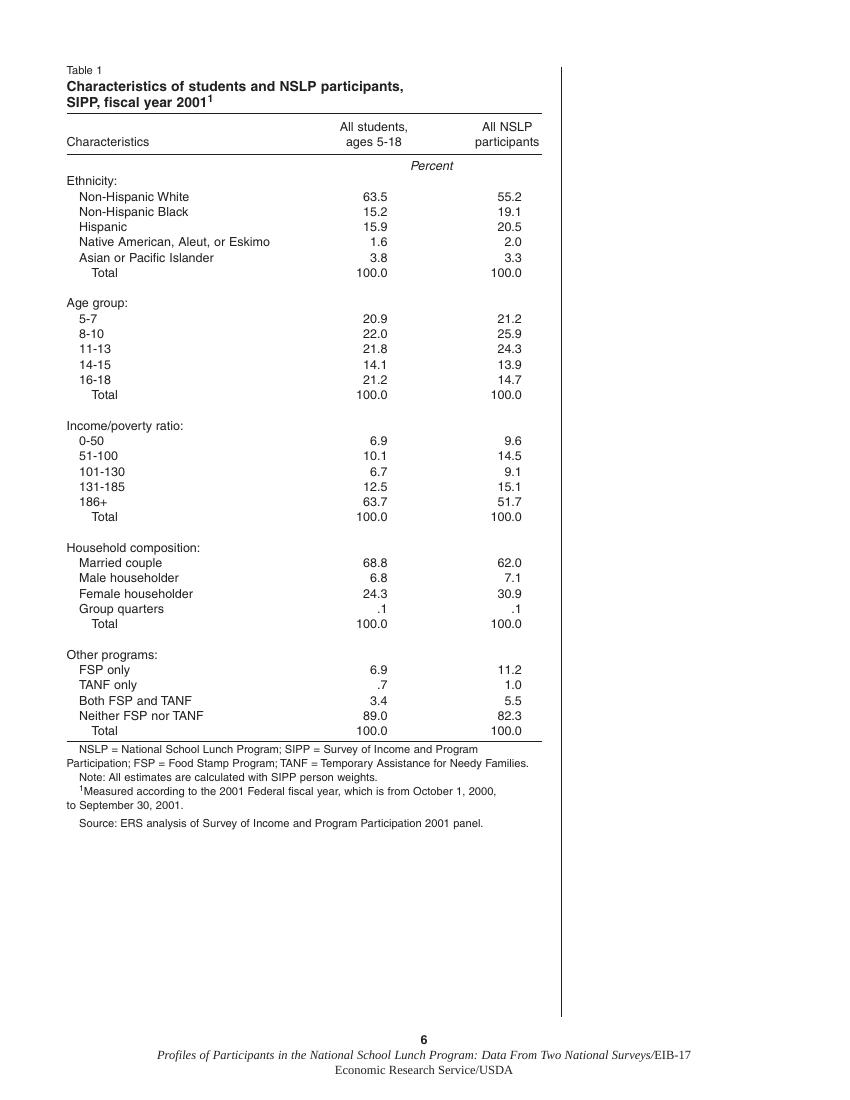 Table 1
Characteristics of students and NSLP participants,
SIPP, fiscal year 2001¹
Characteristics All students, ages 5-18 All NSLP participants
Percent
Ethnicity:
Non-Hispanic White 63.5 55.2
Non-Hispanic Black 15.2 19.1
Hispanic 15.9 20.5
Native American, Aleut, or Eskimo 1.6 2.0
Asian or Pacific Islander 3.8 3.3
Total 100.0 100.0
Age group:
5-7 20.9 21.2
8-10 22.0 25.9
11-13 21.8 24.3
14-15 14.1 13.9
16-18 21.2 14.7
Total 100.0 100.0
Income/poverty ratio:
0-50 6.9 9.6
51-100 10.1 14.5
101-130 6.7 9.1
131-185 12.5 15.1
186+ 63.7 51.7
Total 100.0 100.0
Household composition:
Married couple 68.8 62.0
Male householder 6.8 7.1
Female householder 24.3 30.9
Group quarters .1 .1
Total 100.0 100.0
Other programs:
FSP only 6.9 11.2
TANF only .7 1.0
Both FSP and TANF 3.4 5.5
Neither FSP nor TANF 89.0 82.3
Total 100.0 100.0
NSLP = National School Lunch Program; SIPP = Survey of Income and Program
Participation; FSP = Food Stamp Program; TANF = Temporary Assistance for Needy Families.
Note: All estimates are calculated with SIPP person weights.
¹Measured according to the 2001 Federal fiscal year, which is from October 1, 2000,
to September 30, 2001.
Source: ERS analysis of Survey of Income and Program Participation 2001 panel.
6
Profiles of Participants in the National School Lunch Program: Data From Two National Surveys/EIB-17
Economic Research Service/USDA